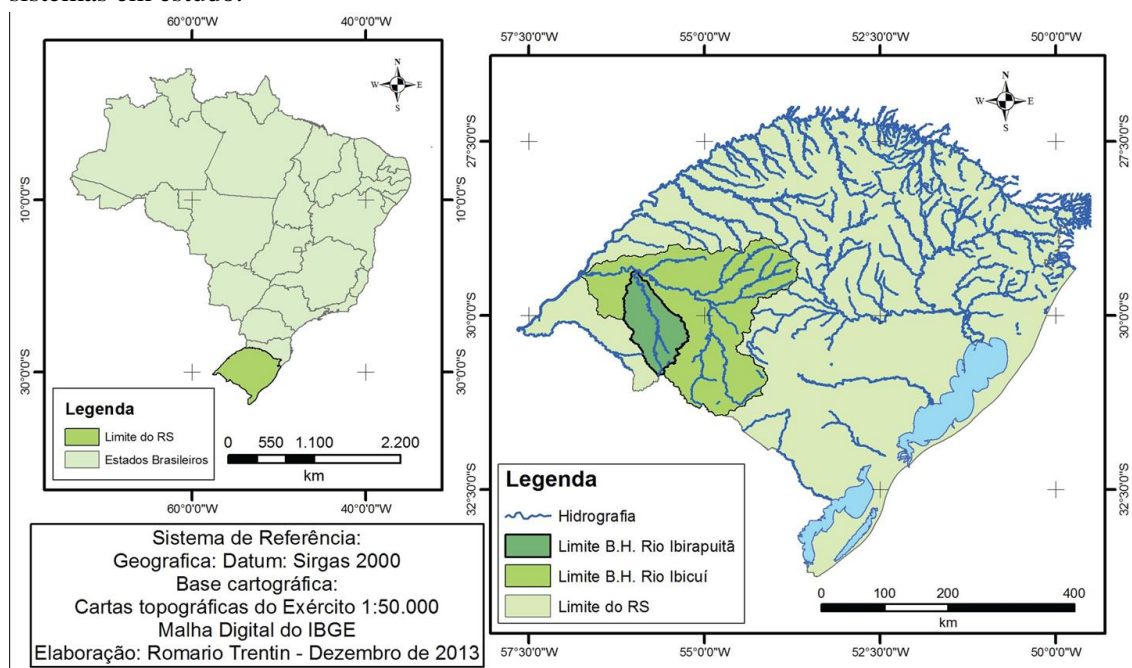 sistemas em estudo.
60°0'0"W 40°0'0"W
N
W E
S
10°0'0"S 10°0'0"S
30°0'0"S 30°0'0"S
Legenda
Limite do RS
Estados Brasileiros
0 550 1.100 2.200
km
60°0'0"W 40°0'0"W
Sistema de Referência:
Geografica: Datum: Sirgas 2000
Base cartográfica:
Cartas topográficas do Exército 1:50.000
Malha Digital do IBGE
Elaboração: Romario Trentin - Dezembro de 2013
57°30'0"W 55°0'0"W 52°30'0"W 50°0'0"W
N
W E
S
27°30'0"S 27°30'0"S
30°0'0"S 30°0'0"S
32°30'0"S 32°30'0"S
Legenda
Hidrografia
Limite B.H. Rio Ibirapuitã
Limite B.H. Rio Ibicuí
Limite do RS
0 100 200 400
km
57°30'0"W 55°0'0"W 52°30'0"W 50°0'0"W